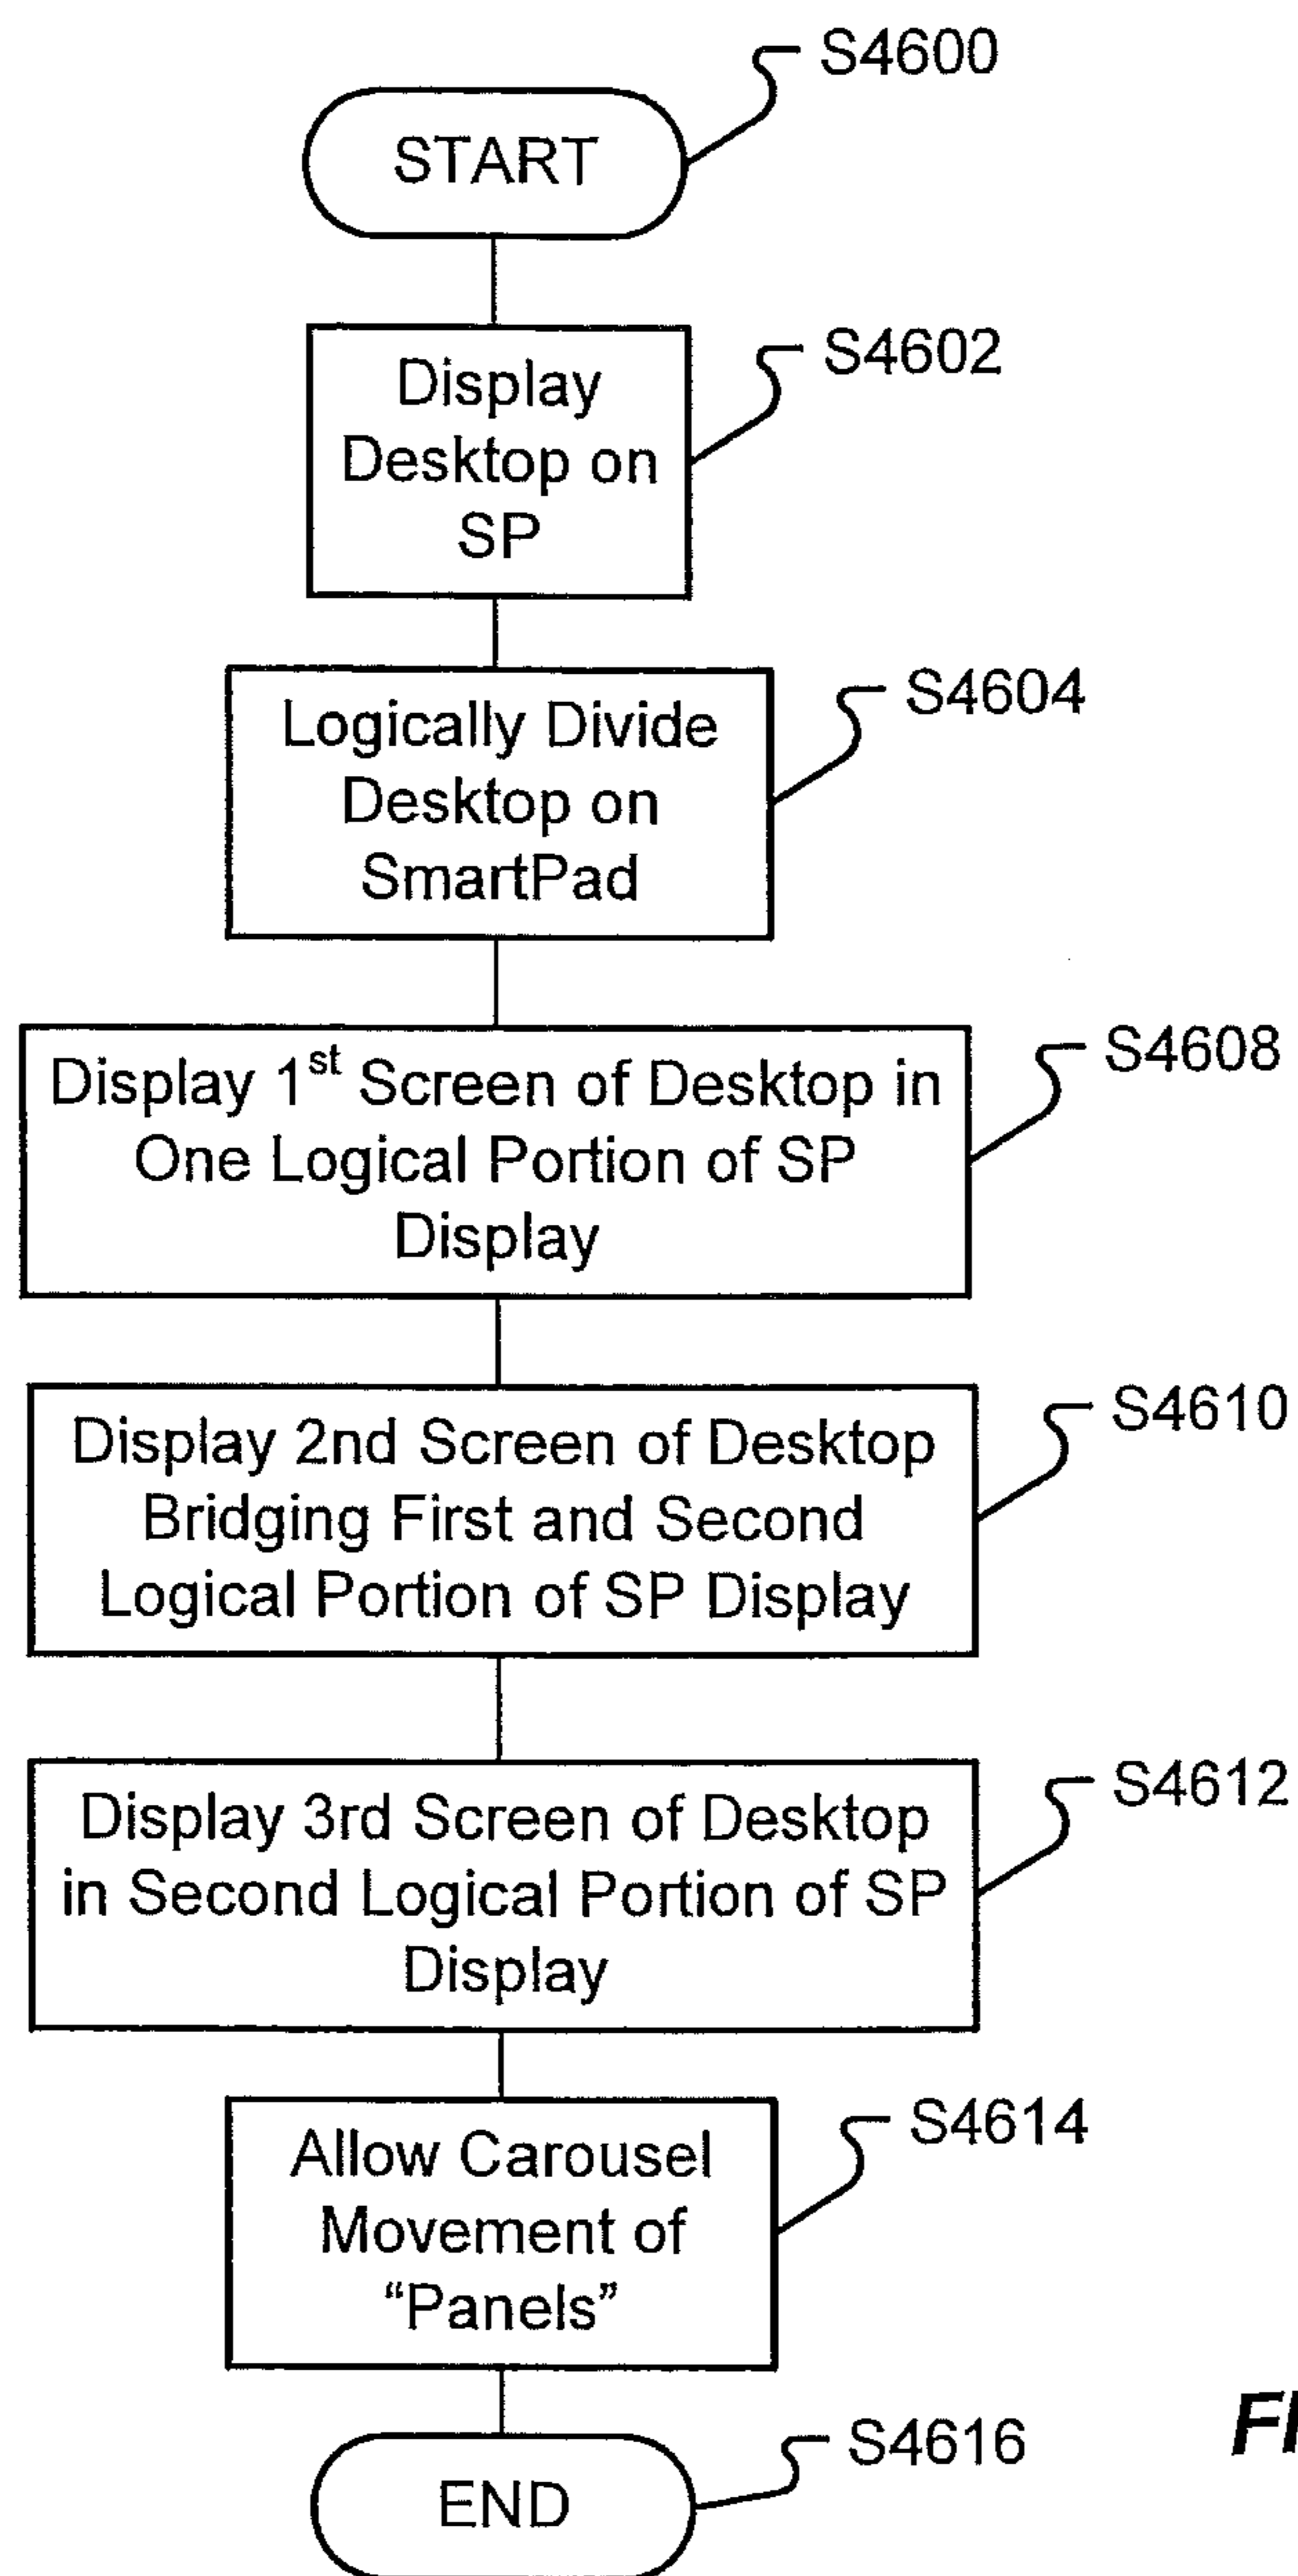 S4600
START
S4602
Display
Desktop on
SP
S4604
Logically Divide
Desktop on
SmartPad
S4608
Display 1st Screen of Desktop in
One Logical Portion of SP
Display
S4610
Display 2nd Screen of Desktop
Bridging First and Second
Logical Portion of SP Display
S4612
Display 3rd Screen of Desktop
in Second Logical Portion of SP
Display
S4614
Allow Carousel
Movement of
“Panels”
S4616
END